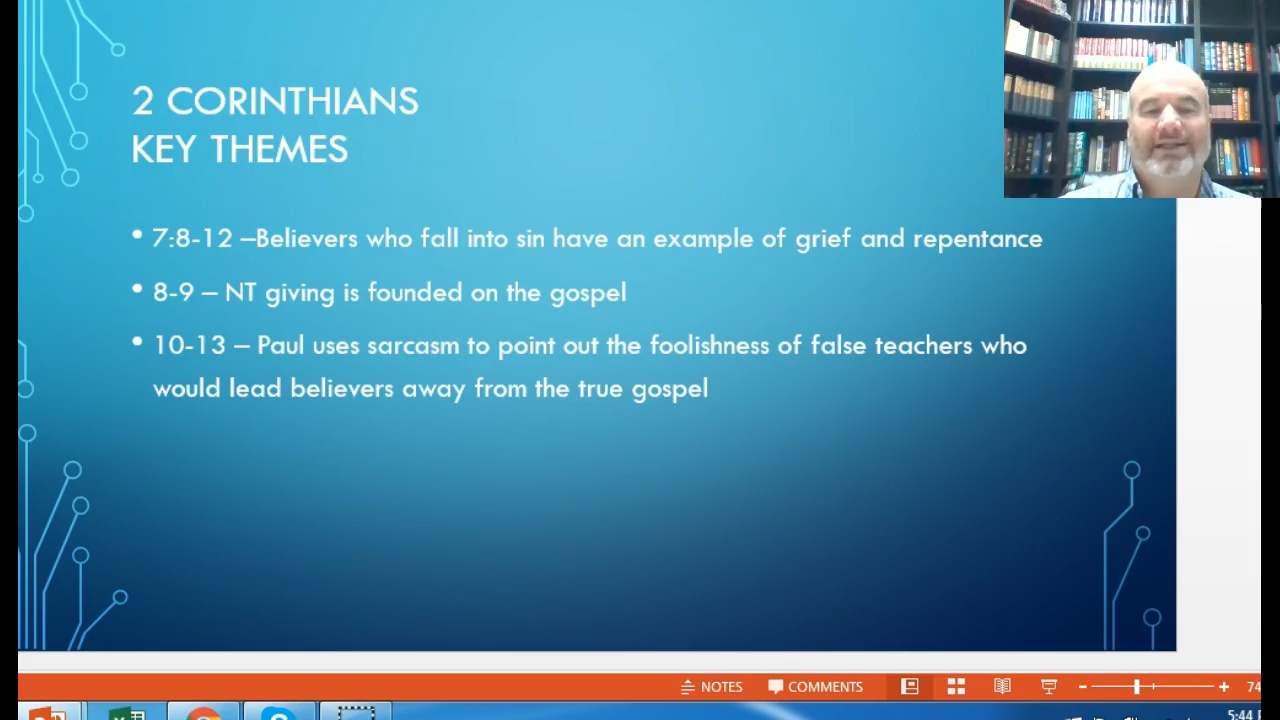 2 CORINTHIANS
KEY THEMES
• 7:8-12 –Believers who fall into sin have an example of grief and repentance
• 8-9 – NT giving is founded on the gospel
• 10-13 – Paul uses sarcasm to point out the foolishness of false teachers who
would lead believers away from the true gospel
NOTES COMMENTS 74
5:44